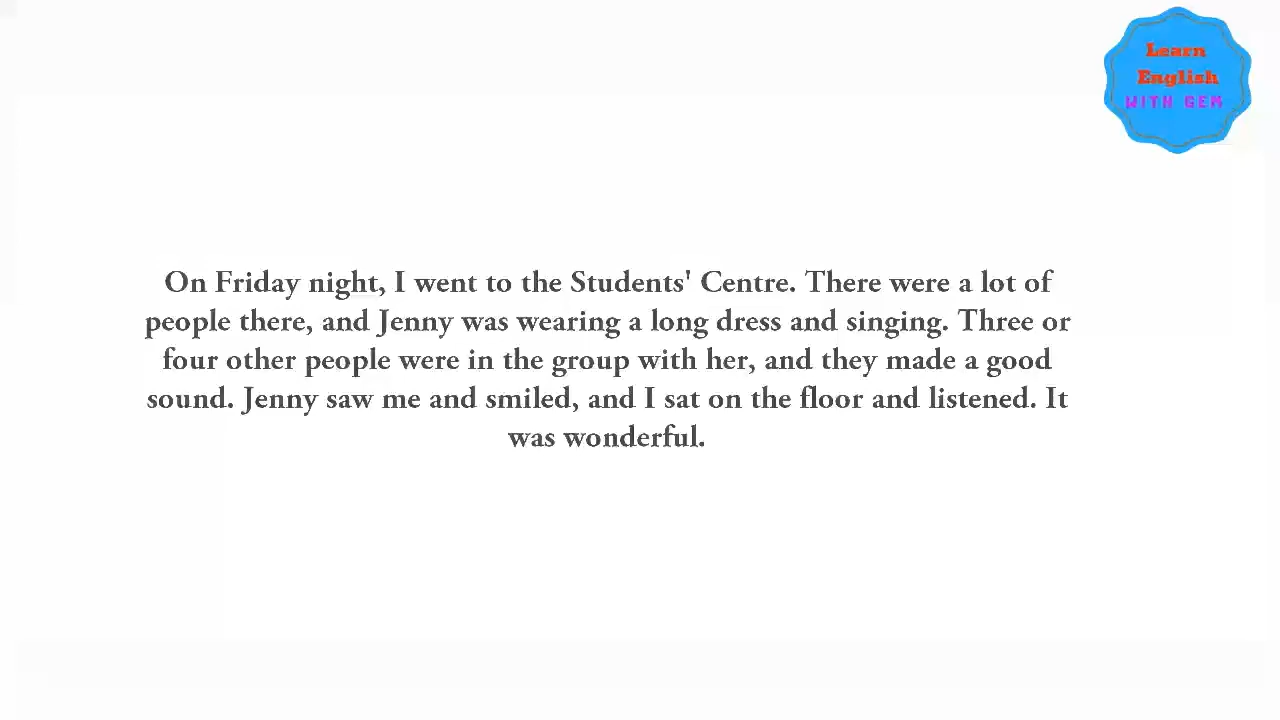 Learn
English
WITH GEM
On Friday night, I went to the Students' Centre. There were a lot of
people there, and Jenny was wearing a long dress and singing. Three or
four other people were in the group with her, and they made a good
sound. Jenny saw me and smiled, and I sat on the floor and listened. It
was wonderful.